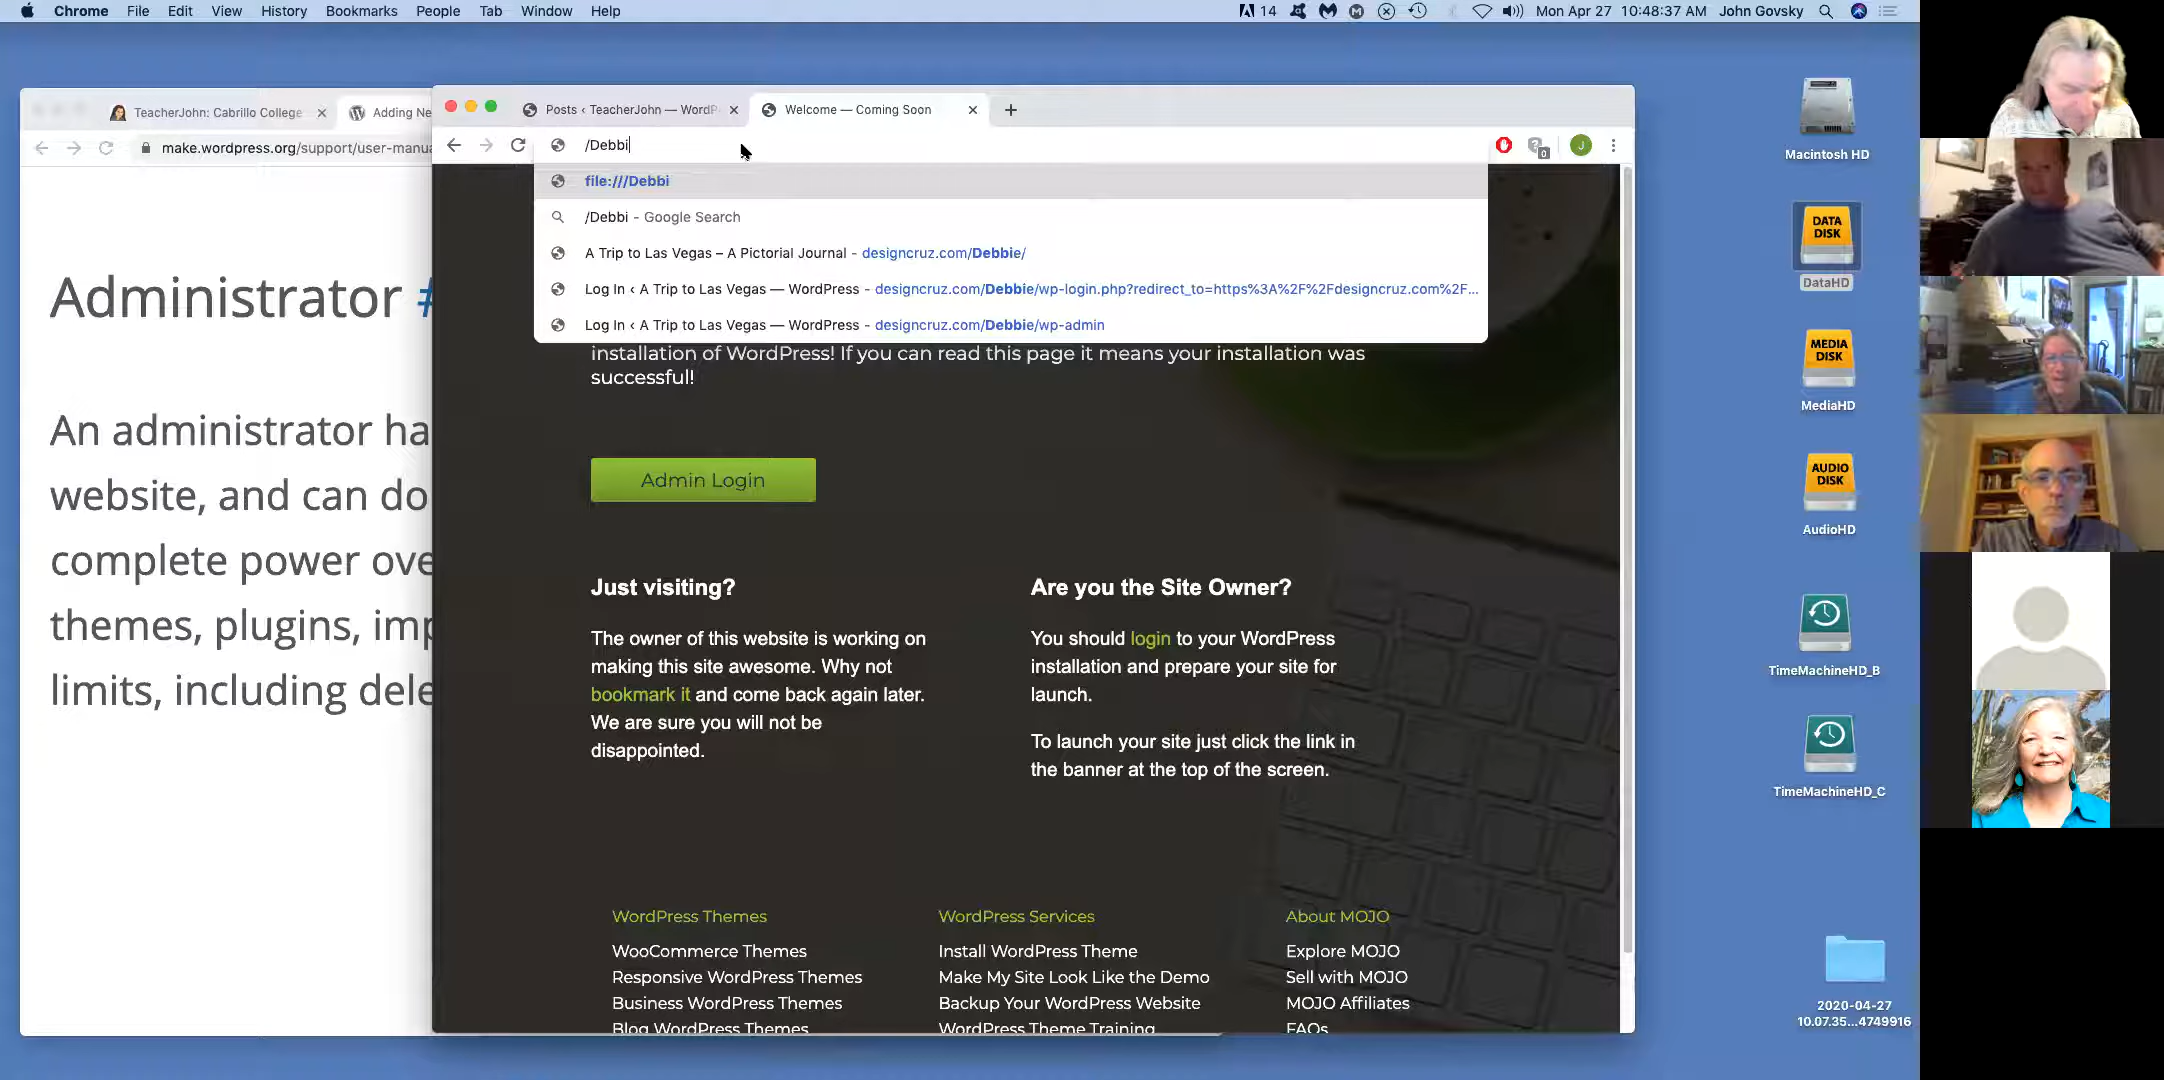 Chrome File Edit View History Bookmarks People Tab Window Help
14 Mon Apr 27 10:48:37 AM John Govsky
TeacherJohn: Cabrillo College
Adding Ne
make.wordpress.org/support/user-manua
Administrator #
An administrator ha
website, and can do
complete power ove
themes, plugins, imp
limits, including dele
Posts ‹ TeacherJohn — WordP
Welcome — Coming Soon
/Debbi
J
0
file:///Debbi
/Debbi - Google Search
A Trip to Las Vegas – A Pictorial Journal - designcruz.com/Debbie/
Log In ‹ A Trip to Las Vegas — WordPress - designcruz.com/Debbie/wp-login.php?redirect_to=https%3A%2F%2Fdesigncruz.com%2F...
Log In ‹ A Trip to Las Vegas — WordPress - designcruz.com/Debbie/wp-admin
installation of WordPress! If you can read this page it means your installation was
successful!
Admin Login
Just visiting?
The owner of this website is working on
making this site awesome. Why not
bookmark it and come back again later.
We are sure you will not be
disappointed.
Are you the Site Owner?
You should login to your WordPress
installation and prepare your site for
launch.
To launch your site just click the link in
the banner at the top of the screen.
WordPress Themes
WooCommerce Themes
Responsive WordPress Themes
Business WordPress Themes
Blog WordPress Themes
WordPress Services
Install WordPress Theme
Make My Site Look Like the Demo
Backup Your WordPress Website
WordPress Theme Training
About MOJO
Explore MOJO
Sell with MOJO
MOJO Affiliates
FAQs
Macintosh HD
DATA
DISK
DataHD
MEDIA
DISK
MediaHD
AUDIO
DISK
AudioHD
TimeMachineHD_B
TimeMachineHD_C
2020-04-27
10.07.35...4749916